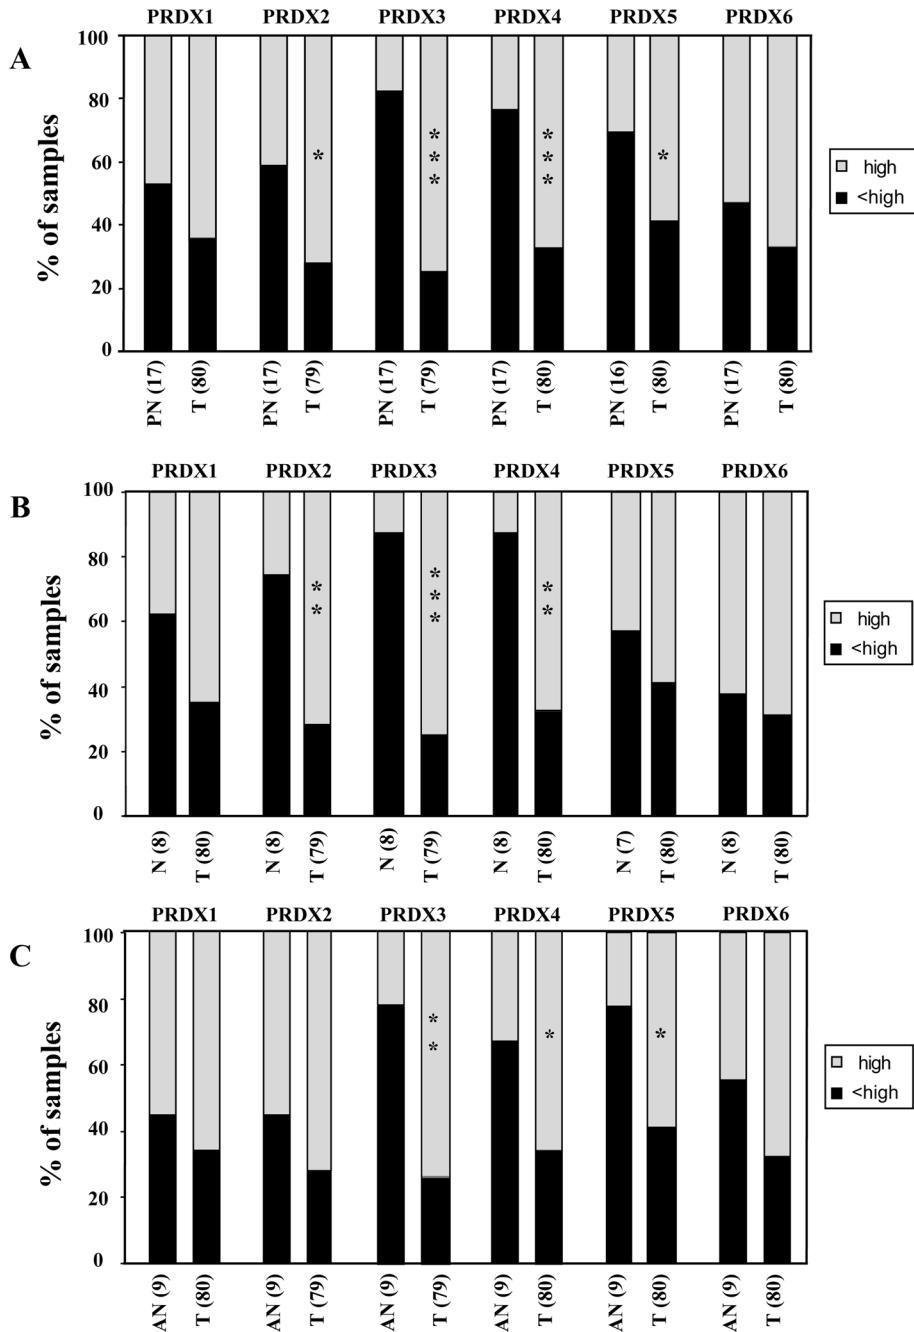 PRDX1 PRDX2 PRDX3 PRDX4 PRDX5 PRDX6
A
% of samples
100
80
60
40
20
0
*
***
***
*
high
<high
PN (17) T (80) PN (17) T (79) PN (17) T (79) PN (17) T (80) PN (16) T (80) PN (17) T (80)
PRDX1 PRDX2 PRDX3 PRDX4 PRDX5 PRDX6
B
% of samples
100
80
60
40
20
0
**
***
**
high
<high
N (8) T (80) N (8) T (79) N (8) T (79) N (8) T (80) N (7) T (80) N (8) T (80)
PRDX1 PRDX2 PRDX3 PRDX4 PRDX5 PRDX6
C
% of samples
100
80
60
40
20
0
**
*
*
high
<high
AN (9) T (80) AN (9) T (79) AN (9) T (79) AN (9) T (80) AN (9) T (80) AN (9) T (80)